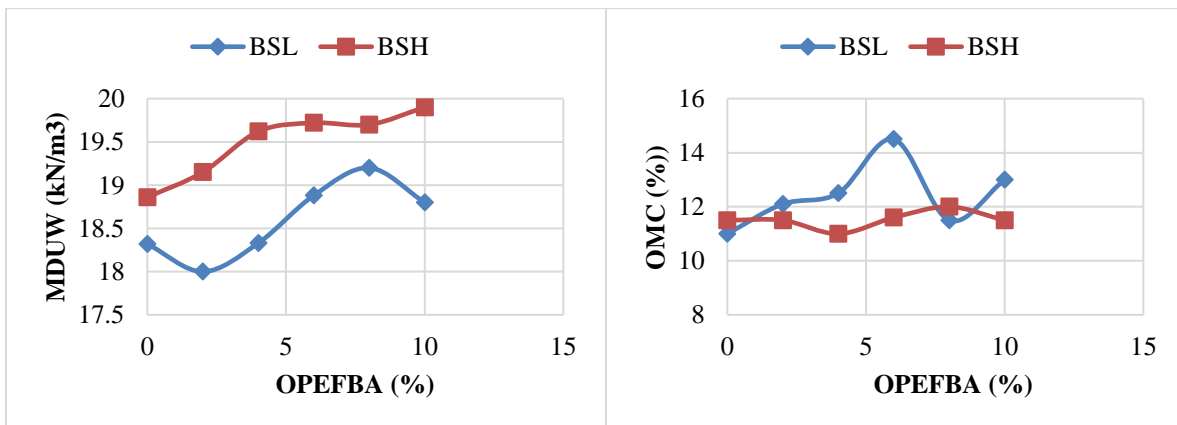 BSL BSH
MDUW (kN/m3)
20
19.5
19
18.5
18
17.5
0 5 10 15
OPEFBA (%)
BSL BSH
OMC (%))
16
14
12
10
8
0 5 10 15
OPEFBA (%)